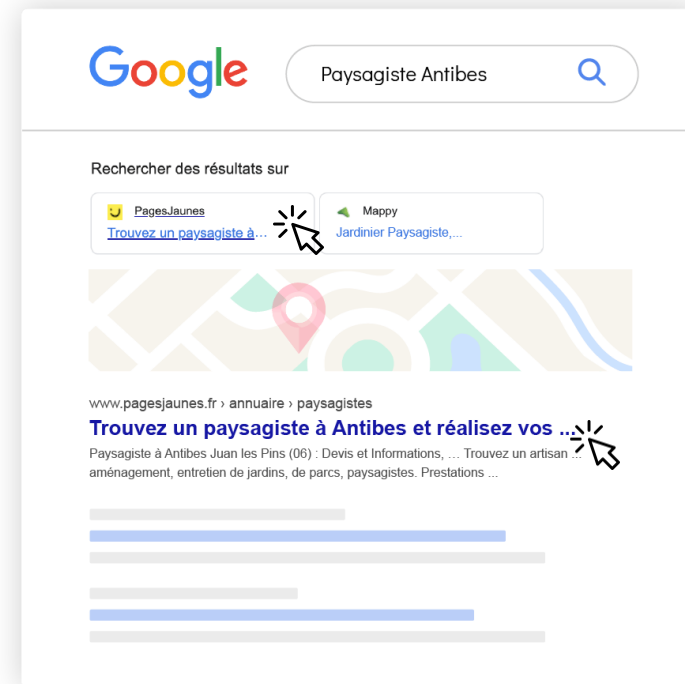 Google
Paysagiste Antibes
Rechercher des résultats sur
PagesJaunes
Trouvez un paysagiste à...
Mappy
Jardinier Paysagiste,...
www.pagesjaunes.fr › annuaire › paysagistes
Trouvez un paysagiste à Antibes et réalisez vos ...
Paysagiste à Antibes Juan les Pins (06) : Devis et Informations, … Trouvez un artisan ...
aménagement, entretien de jardins, de parcs, paysagistes. Prestations ...